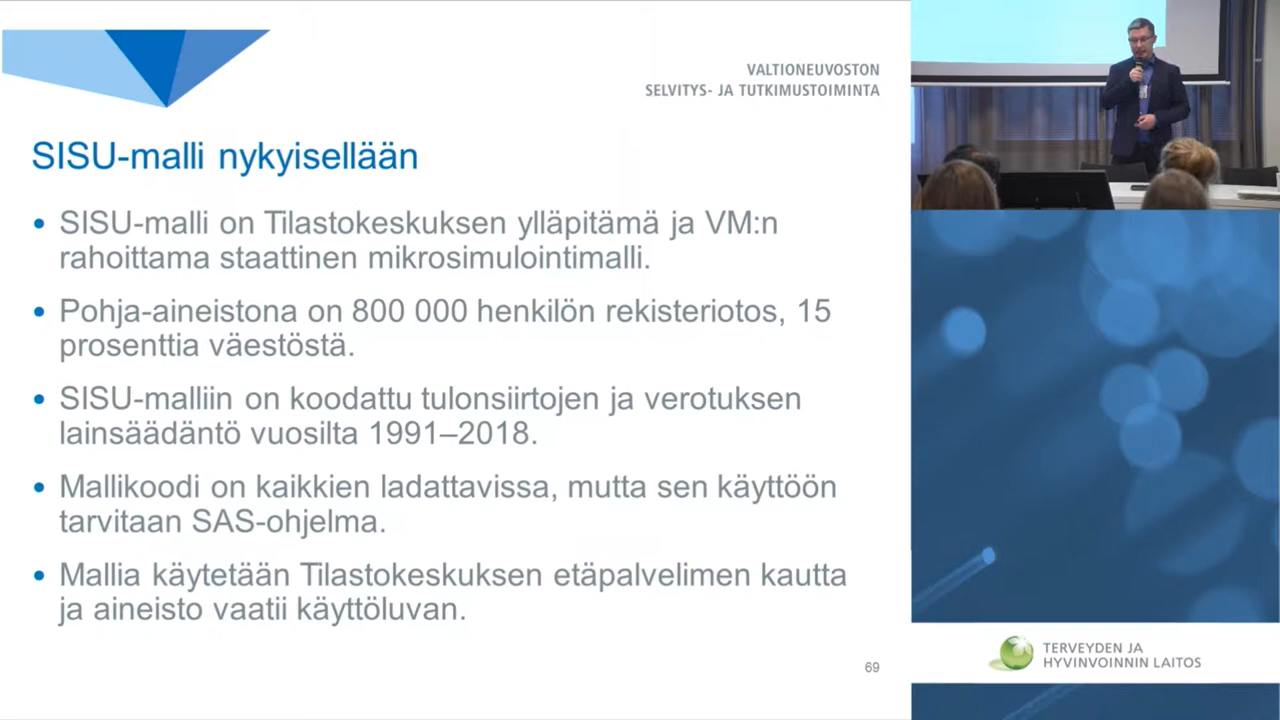 VALTIONEUVOSTON
SELVITYS- JA TUTKIMUSTOIMINTA
SISU-malli nykyisellään
• SISU-malli on Tilastokeskuksen ylläpitämä ja VM:n
rahoittama staattinen mikrosimulointimalli.
• Pohja-aineistona on 800 000 henkilön rekisteriotos, 15
prosenttia väestöstä.
• SISU-malliin on koodattu tulonsiirtojen ja verotuksen
lainsäädäntö vuosilta 1991–2018.
• Mallikoodi on kaikkien ladattavissa, mutta sen käyttöön
tarvitaan SAS-ohjelma.
• Mallia käytetään Tilastokeskuksen etäpalvelimen kautta
ja aineisto vaatii käyttöluvan.
69
TERVEYDEN JA
HYVINVOINNIN LAITOS